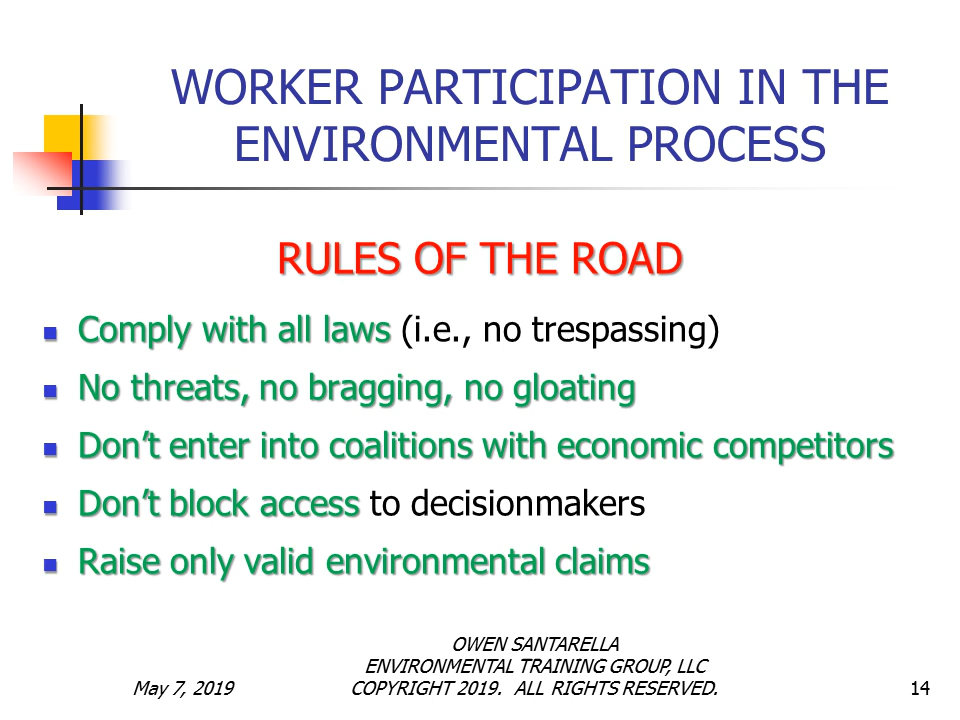 WORKER PARTICIPATION IN THE
ENVIRONMENTAL PROCESS
RULES OF THE ROAD
Comply with all laws (i.e., no trespassing)
No threats, no bragging, no gloating
Don’t enter into coalitions with economic competitors
Don’t block access to decisionmakers
Raise only valid environmental claims
OWEN SANTARELLA
ENVIRONMENTAL TRAINING GROUP, LLC
May 7, 2019 COPYRIGHT 2019. ALL RIGHTS RESERVED. 14